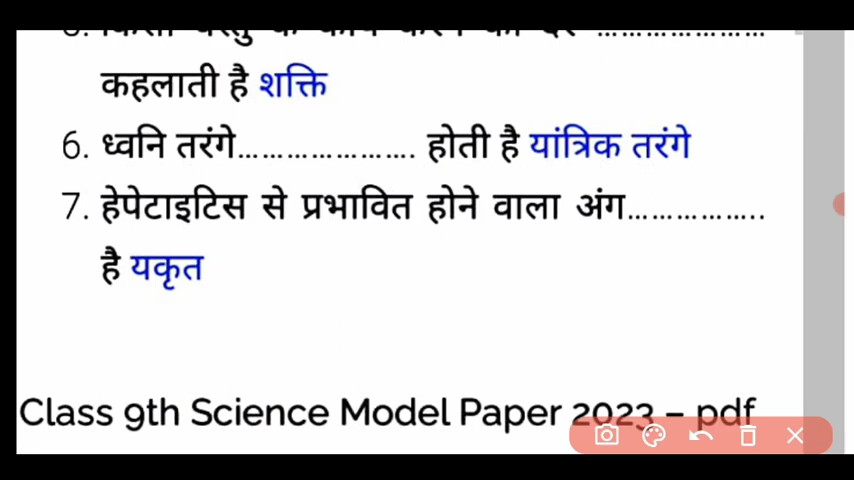 कहलाती है शक्ति
6. ध्वनि तरंगे.................... होती है यांत्रिक तरंगे
7. हेपेटाइटिस से प्रभावित होने वाला अंग................
है यकृत
Class 9th Science Model Paper 2023 – pdf